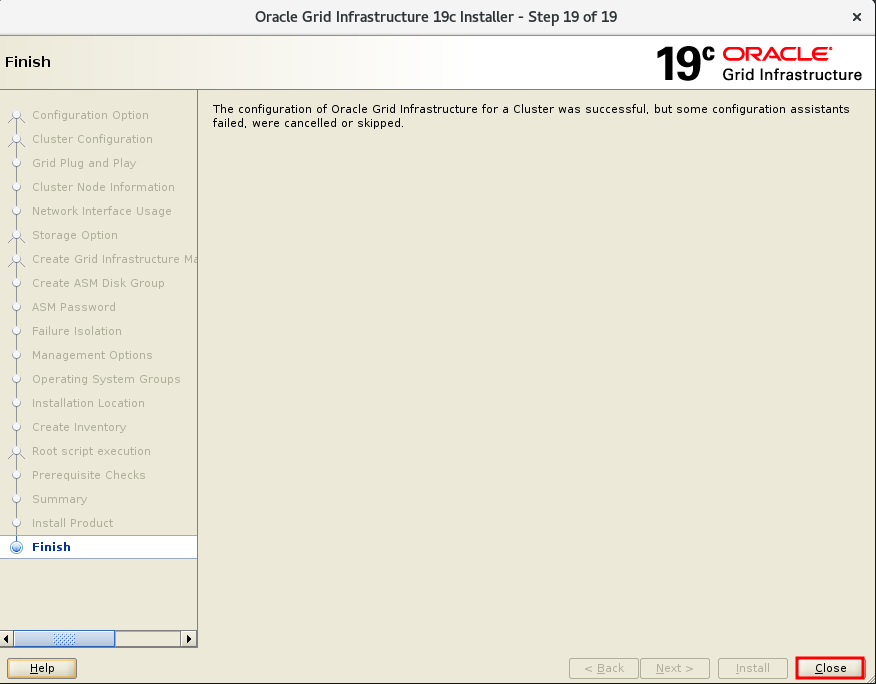 Oracle Grid Infrastructure 19c Installer - Step 19 of 19
Finish
19c ORACLE
Grid Infrastructure
Configuration Option
Cluster Configuration
Grid Plug and Play
Cluster Node Information
Network Interface Usage
Storage Option
Create Grid Infrastructure Ma
Create ASM Disk Group
ASM Password
Failure Isolation
Management Options
Operating System Groups
Installation Location
Create Inventory
Root script execution
Prerequisite Checks
Summary
Install Product
Finish
The configuration of Oracle Grid Infrastructure for a Cluster was successful, but some configuration assistants
failed, were cancelled or skipped.
Help
< Back
Next >
Install
Close